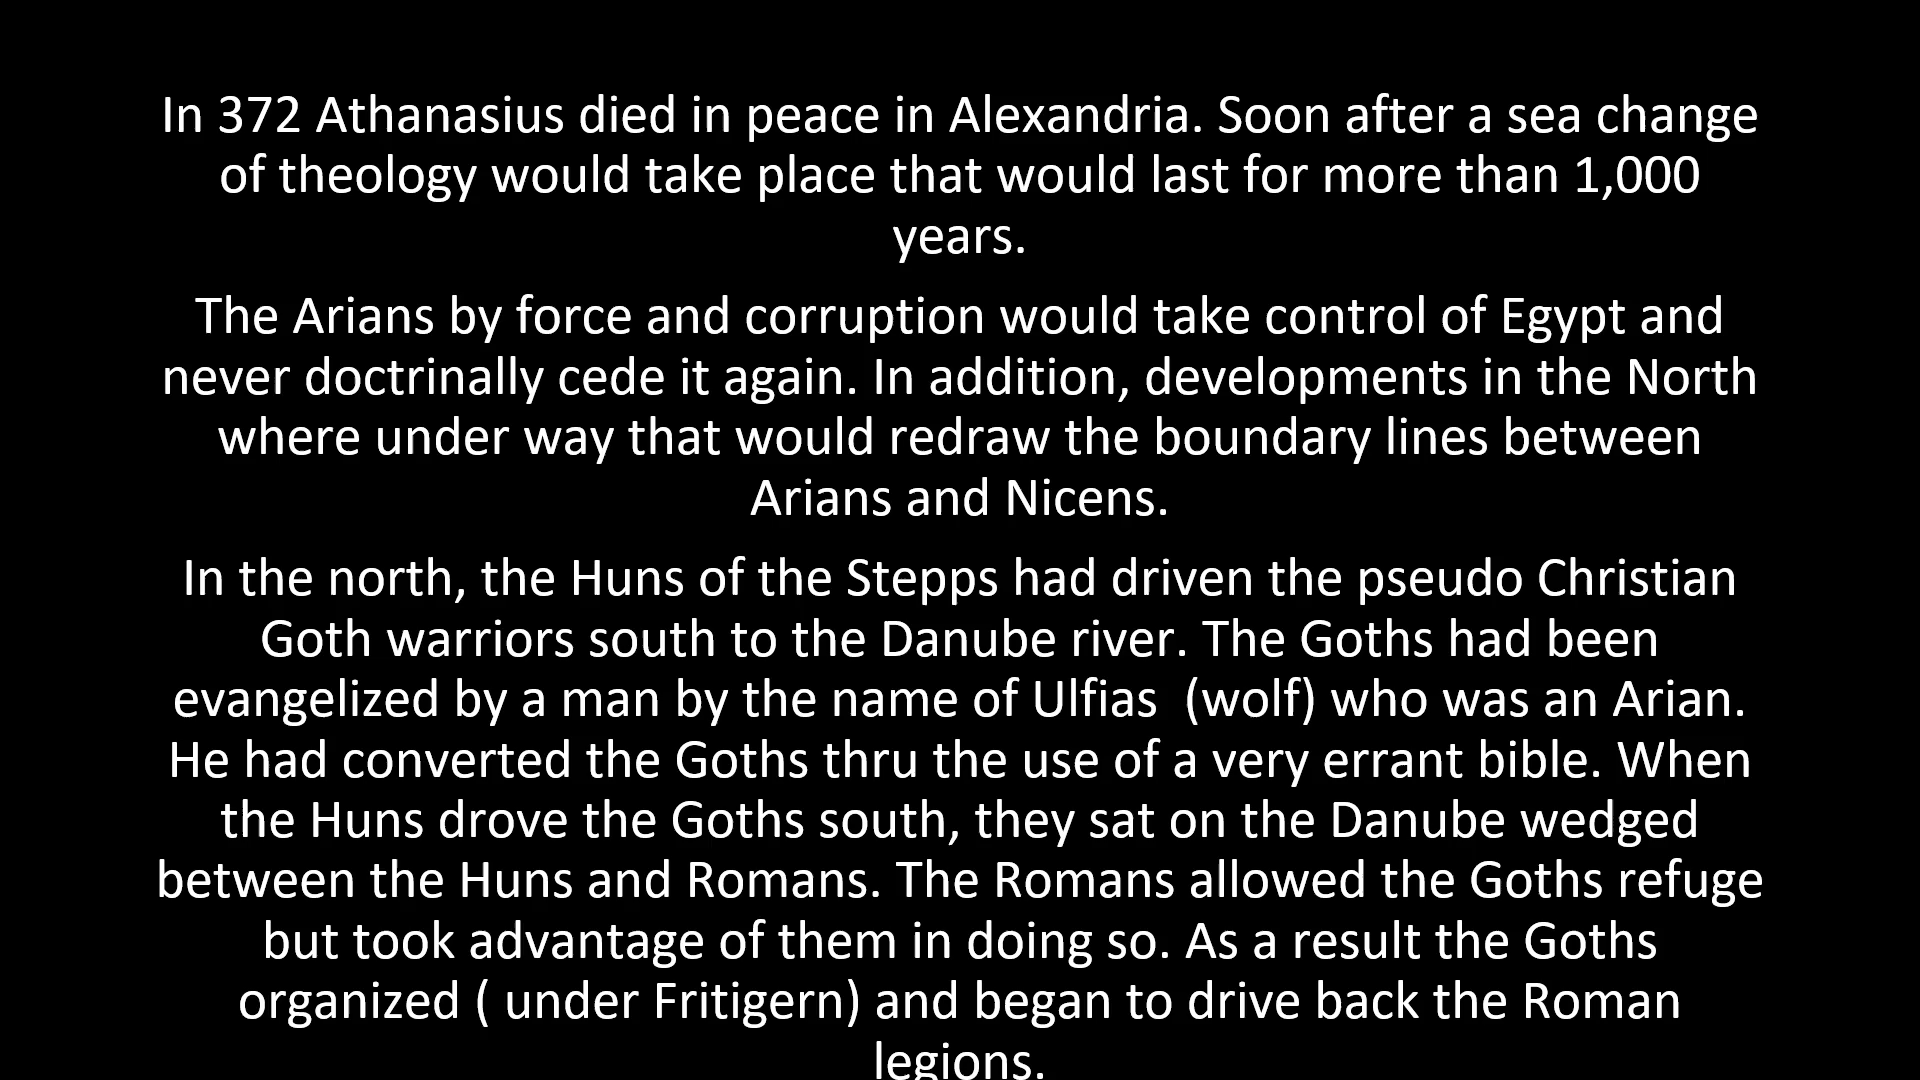 In 372 Athanasius died in peace in Alexandria. Soon after a sea change
of theology would take place that would last for more than 1,000
years.
The Arians by force and corruption would take control of Egypt and
never doctrinally cede it again. In addition, developments in the North
where under way that would redraw the boundary lines between
Arians and Nicens.
In the north, the Huns of the Stepps had driven the pseudo Christian
Goth warriors south to the Danube river. The Goths had been
evangelized by a man by the name of Ulfias  (wolf) who was an Arian.
He had converted the Goths thru the use of a very errant bible. When
the Huns drove the Goths south, they sat on the Danube wedged
between the Huns and Romans. The Romans allowed the Goths refuge
but took advantage of them in doing so. As a result the Goths
organized ( under Fritigern) and began to drive back the Roman
legions.